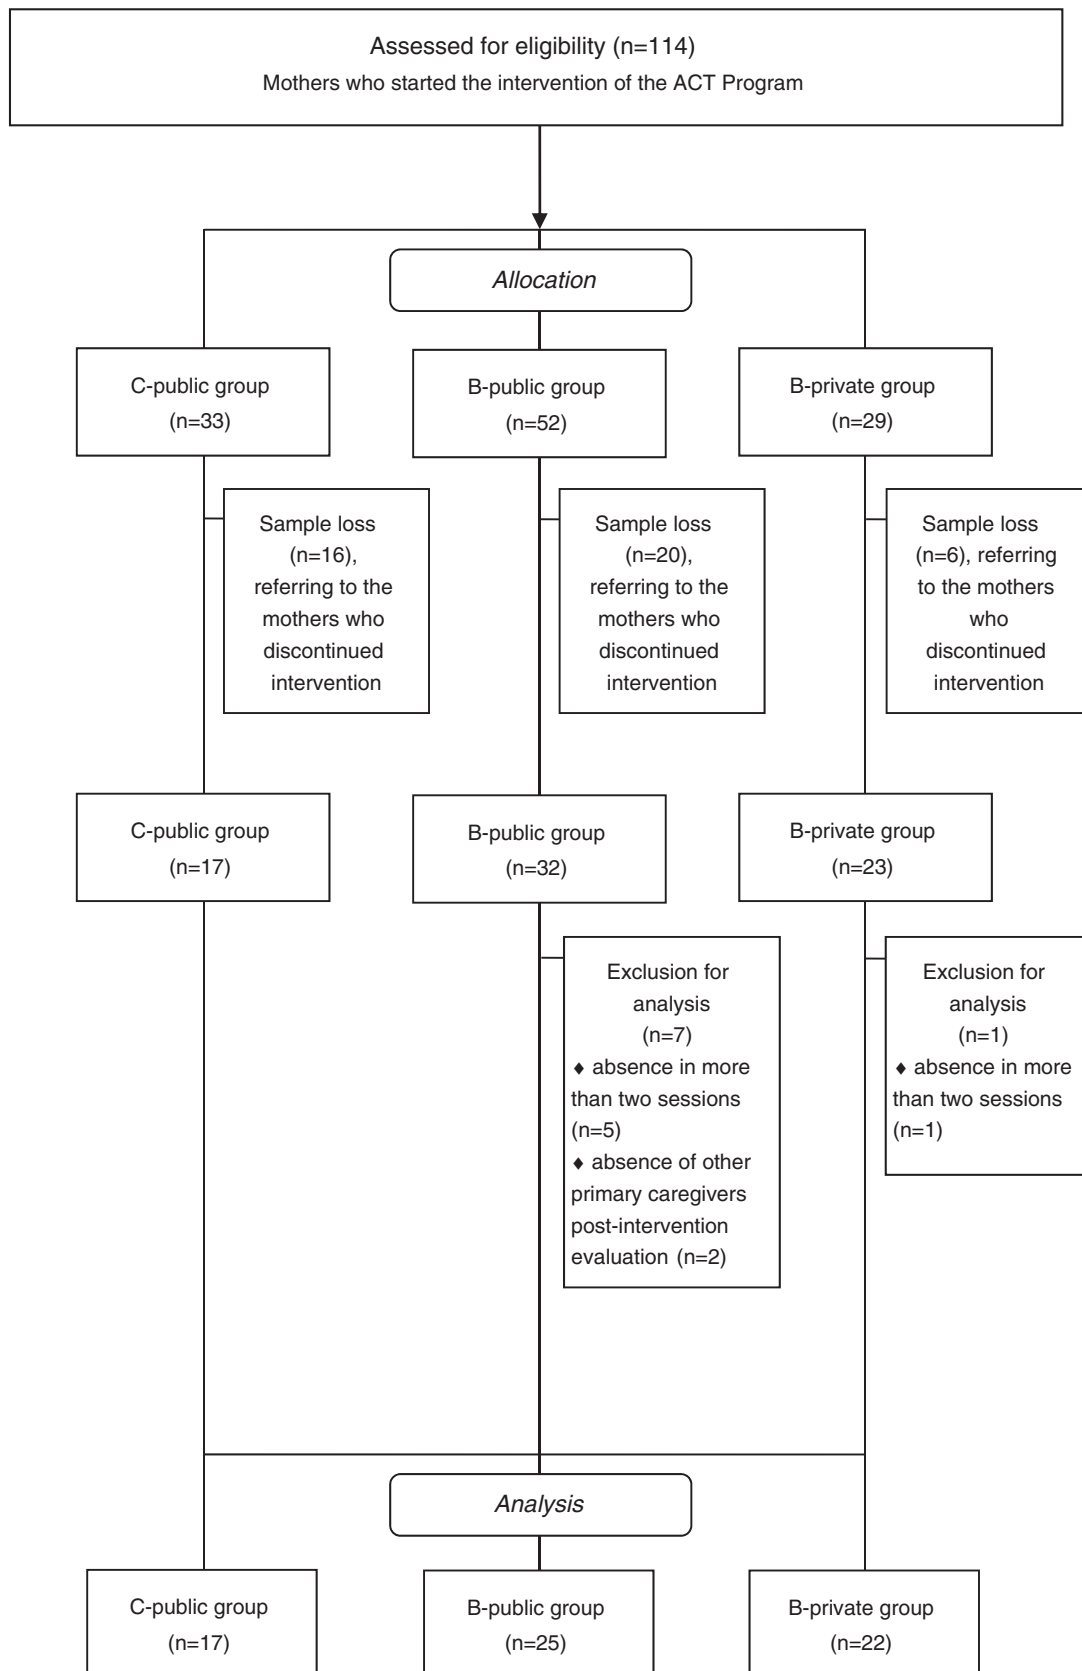 Assessed for eligibility (n=114)
Mothers who started the intervention of the ACT Program
Allocation
C-public group
(n=33)
B-public group
(n=52)
B-private group
(n=29)
Sample loss
(n=16),
referring to the
mothers who
discontinued
intervention
Sample loss
(n=20),
referring to the
mothers who
discontinued
intervention
Sample loss
(n=6), referring
to the mothers
who
discontinued
intervention
C-public group
(n=17)
B-public group
(n=32)
B-private group
(n=23)
Exclusion for
analysis
(n=7)
♦ absence in more
than two sessions
(n=5)
♦ absence of other
primary caregivers
post-intervention
evaluation (n=2)
Exclusion for
analysis
(n=1)
♦ absence in more
than two sessions
(n=1)
Analysis
C-public group
(n=17)
B-public group
(n=25)
B-private group
(n=22)